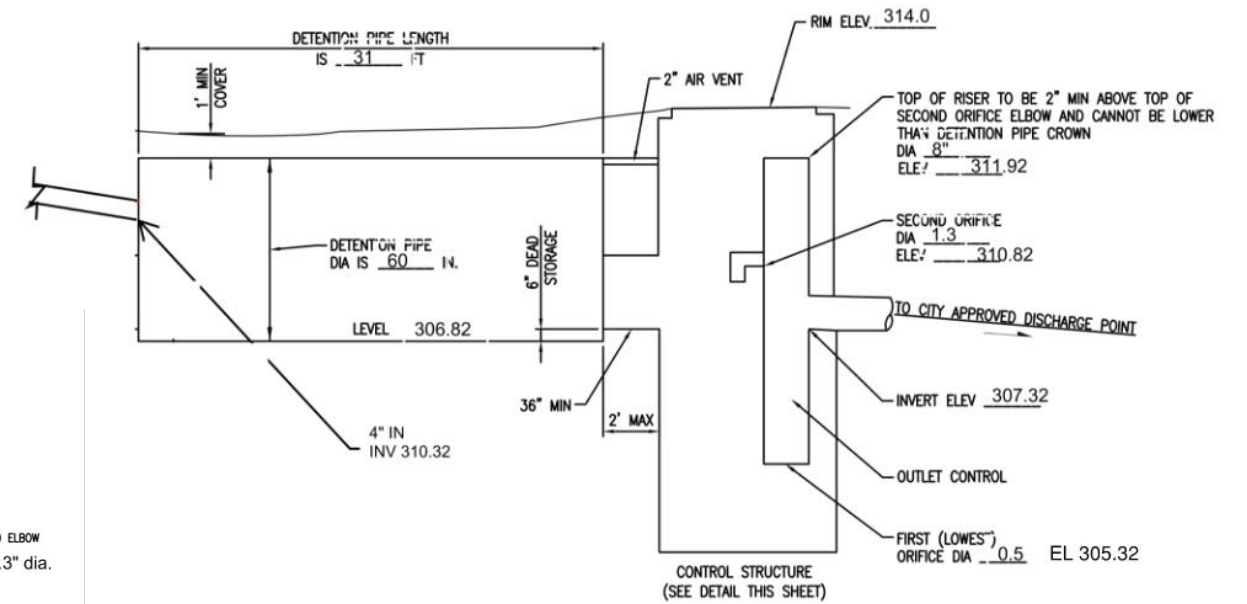 RIM ELEV. 314.0
DETENTION PIPE LENGTH
IS 31 FT
1' MIN
COVER
2" AIR VENT
TOP OF RISER TO BE 2" MIN ABOVE TOP OF
SECOND ORIFICE ELBOW AND CANNOT BE LOWER
THAN DETENTION PIPE CROWN
DIA 8"
ELEV 311.92
SECOND ORIFICE
DIA 1.3
ELEV 310.82
DETENTION PIPE
DIA IS 60 IN.
6" DEAD
STORAGE
TO CITY APPROVED DISCHARGE POINT
LEVEL 306.82
36" MIN
2' MAX
INVERT ELEV 307.32
4" IN
INV 310.32
OUTLET CONTROL
ELBOW
.3" dia.
FIRST (LOWEST)
ORIFICE DIA 0.5 EL 305.32
CONTROL STRUCTURE
(SEE DETAIL THIS SHEET)